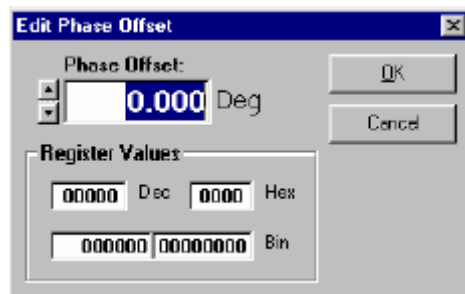 Edit Phase Offset
Phase Offset:
0.000 Deg
OK
Cancel
Register Values
00000 Dec 0000 Hex
000000 00000000 Bin